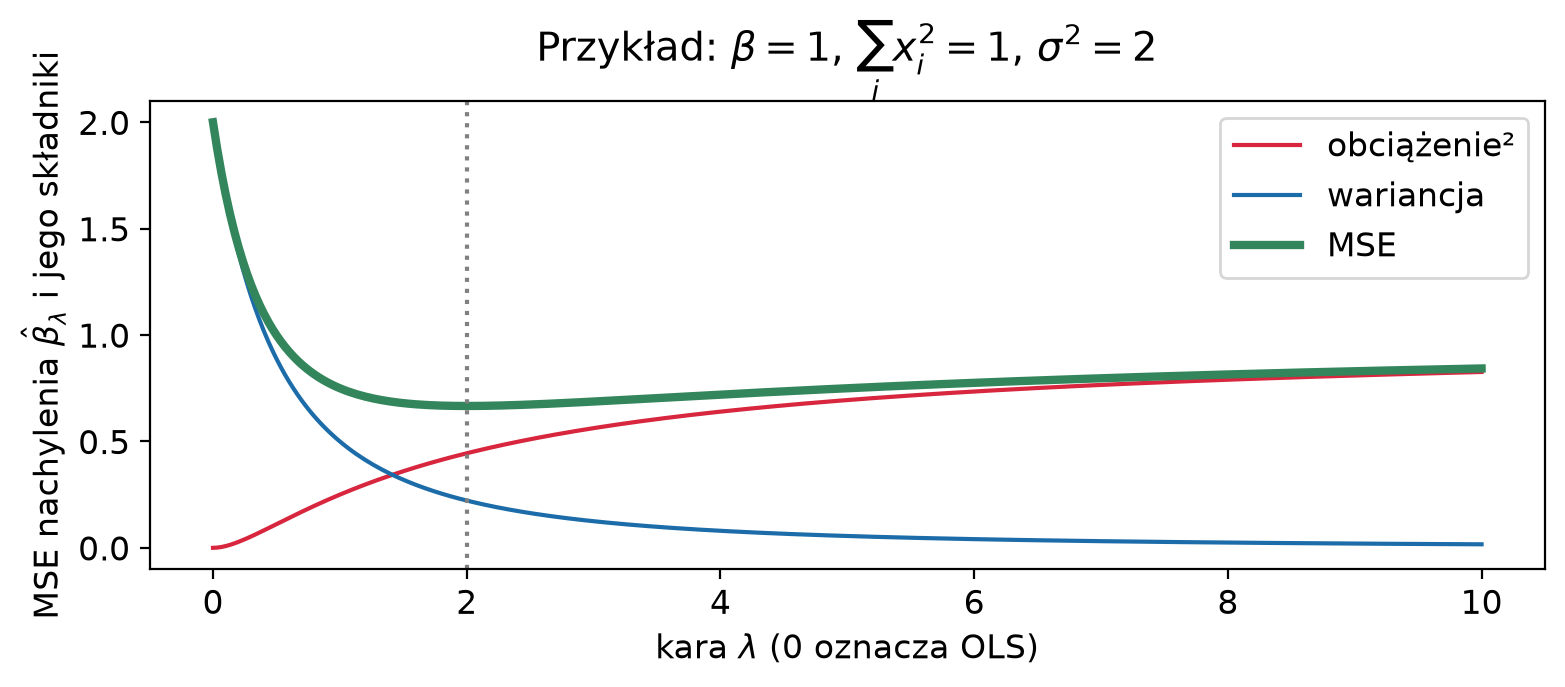 Przykład: β = 1, ∑ᵢ xᵢ² = 1, σ² = 2
MSE nachylenia β̂_λ i jego składniki
2.0
1.5
1.0
0.5
0.0
obciążenie²
wariancja
MSE
0 2 4 6 8 10
kara λ (0 oznacza OLS)